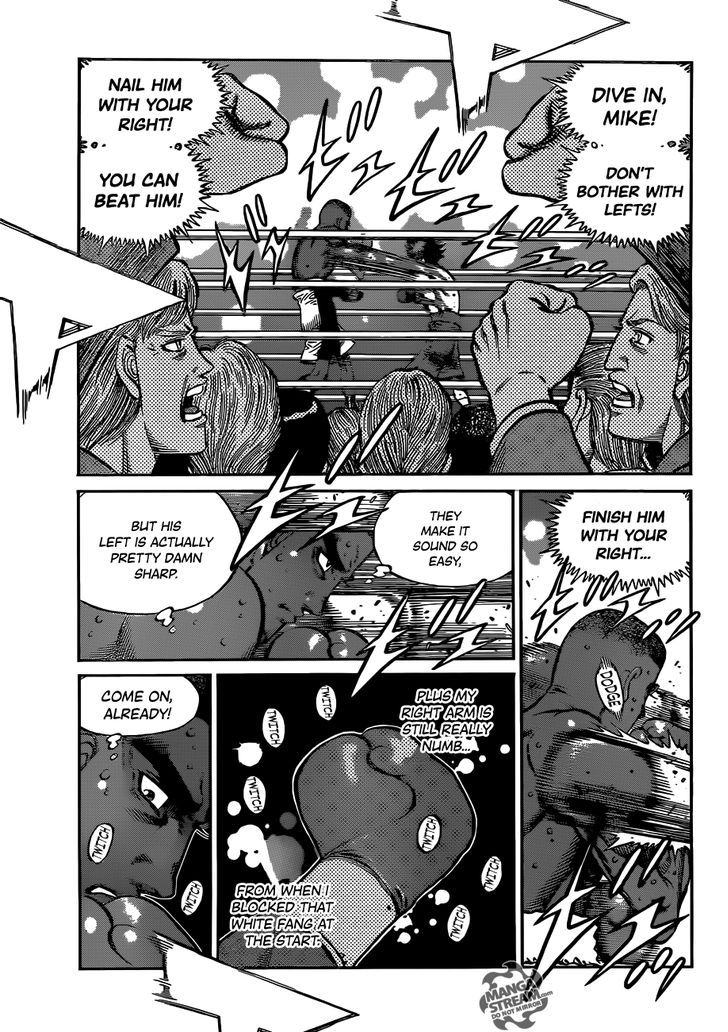 DIVE IN,
MIKE!
DON'T
BOTHER WITH
LEFTS!
NAIL HIM
WITH YOUR
RIGHT!
YOU CAN
BEAT HIM!
FINISH HIM
WITH YOUR
RIGHT...
DODGE
THEY
MAKE IT
SOUND SO
EASY,
BUT HIS
LEFT IS ACTUALLY
PRETTY DAMN
SHARP.
PLUS MY
RIGHT ARM IS
STILL REALLY
NUMB...
TWITCH
TWITCH
TWITCH
TWITCH
TWITCH
FROM WHEN I
BLOCKED THAT
WHITE FANG
AT THE START.
COME ON,
ALREADY!
TWITCH
TWITCH
MANGA
STREAM.com
DO NOT MIRROR